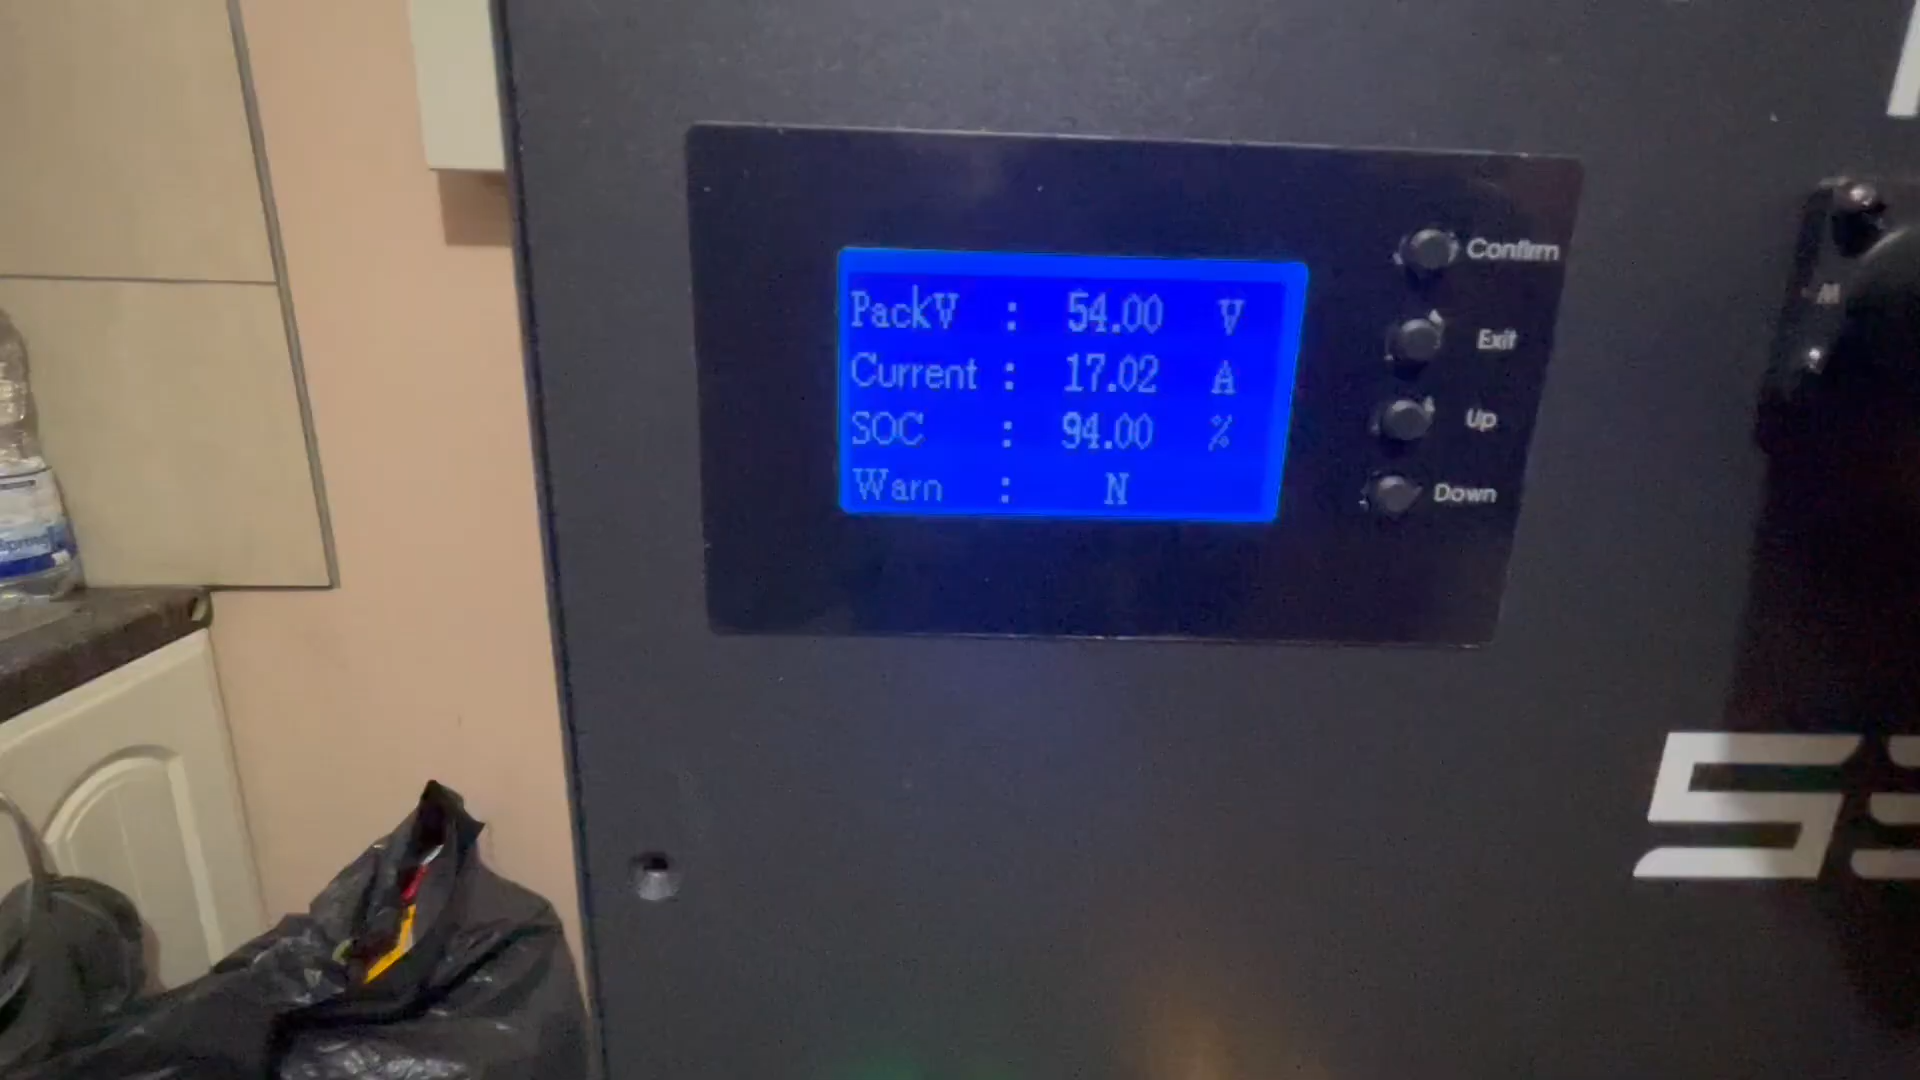 PackV : 54.00 V
Current : 17.02 A
SOC : 94.00 %
Warn : N
Confirm
Exit
Up
Down